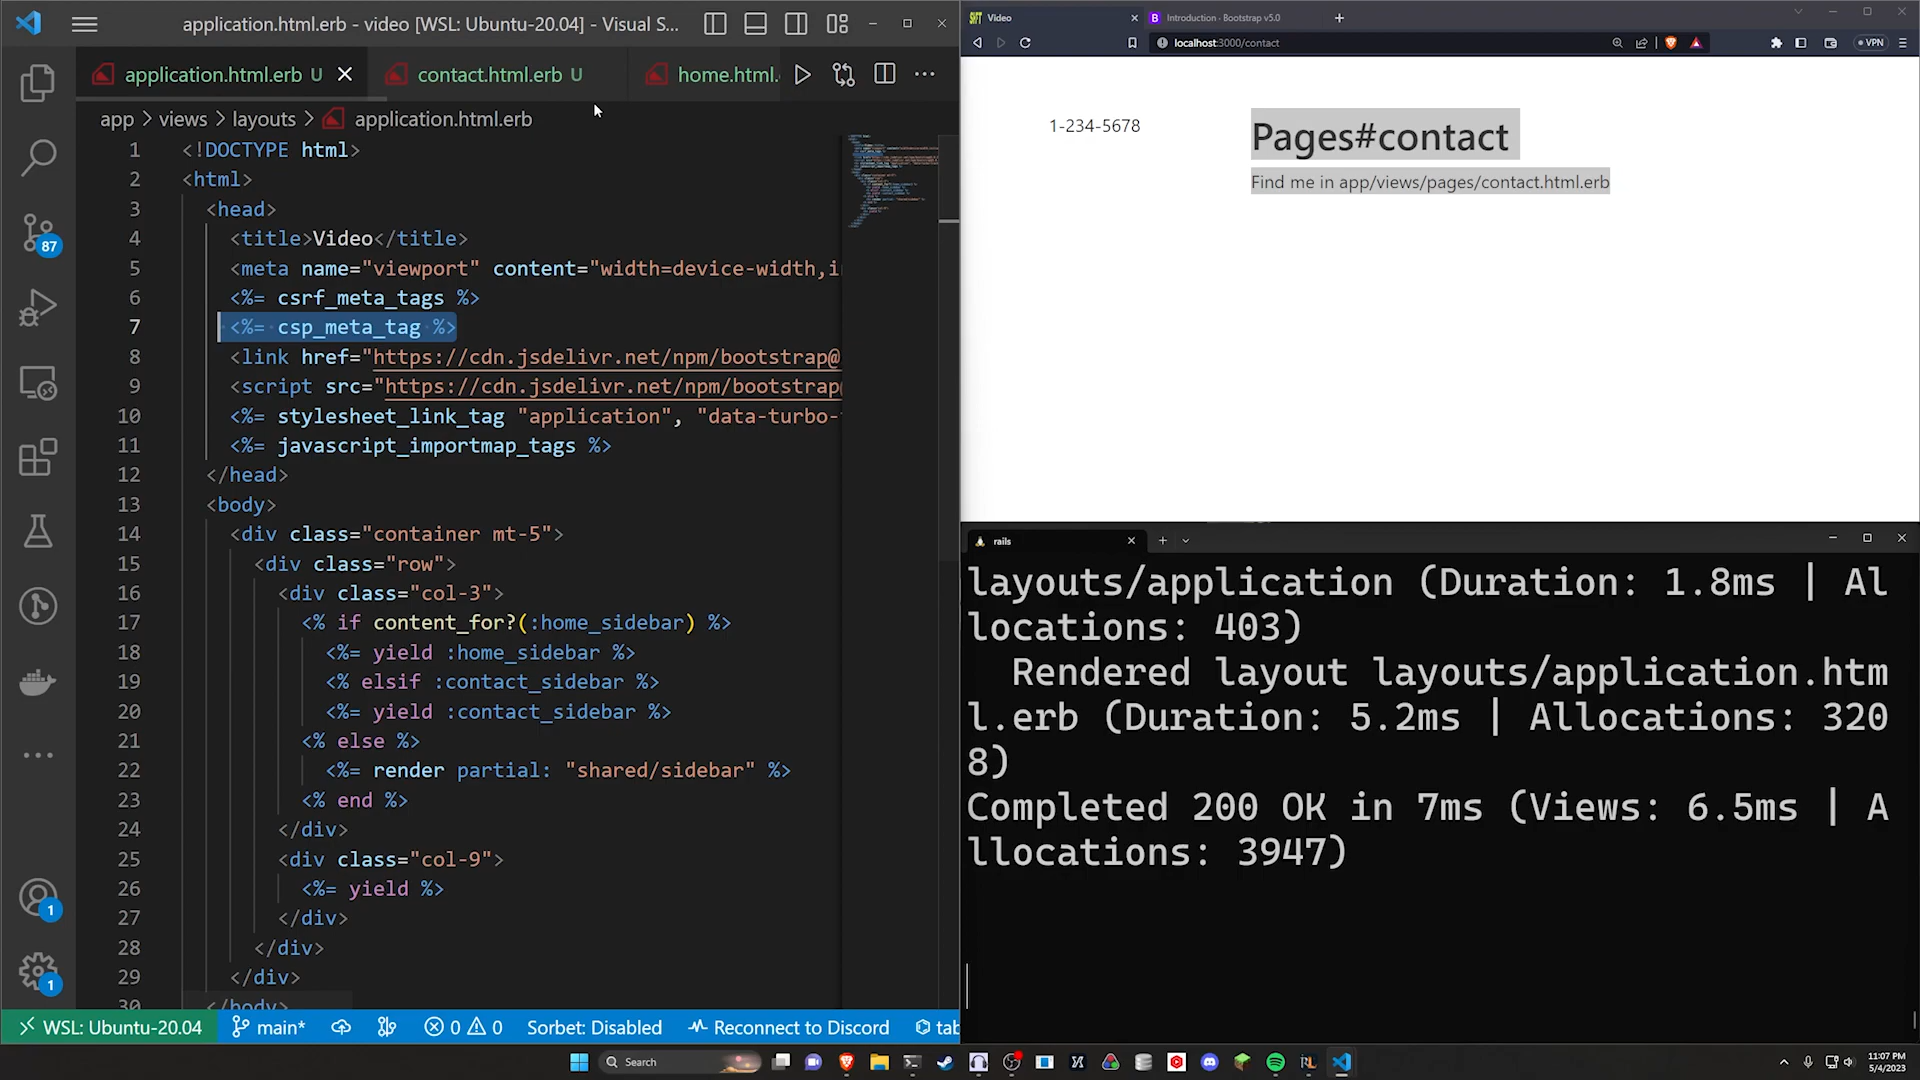 application.html.erb - video [WSL: Ubuntu-20.04] - Visual S...
application.html.erb U
contact.html.erb U
home.html.
app > views > layouts > application.html.erb
1 <!DOCTYPE html>
2 <html>
3 <head>
4 <title>Video</title>
5 <meta name="viewport" content="width=device-width,in
6 <%= csrf_meta_tags %>
7 <%= csp_meta_tag %>
8 <link href="https://cdn.jsdelivr.net/npm/bootstrap@
9 <script src="https://cdn.jsdelivr.net/npm/bootstrap@
10 <%= stylesheet_link_tag "application", "data-turbo-
11 <%= javascript_importmap_tags %>
12 </head>
13 <body>
14 <div class="container mt-5">
15 <div class="row">
16 <div class="col-3">
17 <% if content_for?(:home_sidebar) %>
18 <%= yield :home_sidebar %>
19 <% elsif :contact_sidebar %>
20 <%= yield :contact_sidebar %>
21 <% else %>
22 <%= render partial: "shared/sidebar" %>
23 <% end %>
24 </div>
25 <div class="col-9">
26 <%= yield %>
27 </div>
28 </div>
29 </div>
30 </body>
87
1
1
WSL: Ubuntu-20.04
main*
0 0
Sorbet: Disabled
Reconnect to Discord
tab
Video
Introduction · Bootstrap v5.0
localhost:3000/contact
VPN
1-234-5678
Pages#contact
Find me in app/views/pages/contact.html.erb
rails
layouts/application (Duration: 1.8ms | Al
locations: 403)
Rendered layout layouts/application.htm
l.erb (Duration: 5.2ms | Allocations: 320
8)
Completed 200 OK in 7ms (Views: 6.5ms | A
llocations: 3947)
Search
11:07 PM
5/4/2023